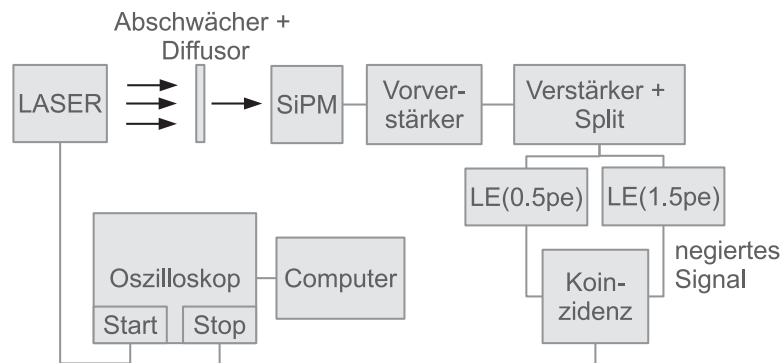 Abschwächer +
Diffusor
LASER
SiPM
Vorver-
stärker
Verstärker +
Split
LE(0.5pe)
LE(1.5pe)
negiertes
Signal
Oszilloskop
Computer
Koin-
zidenz
Start
Stop